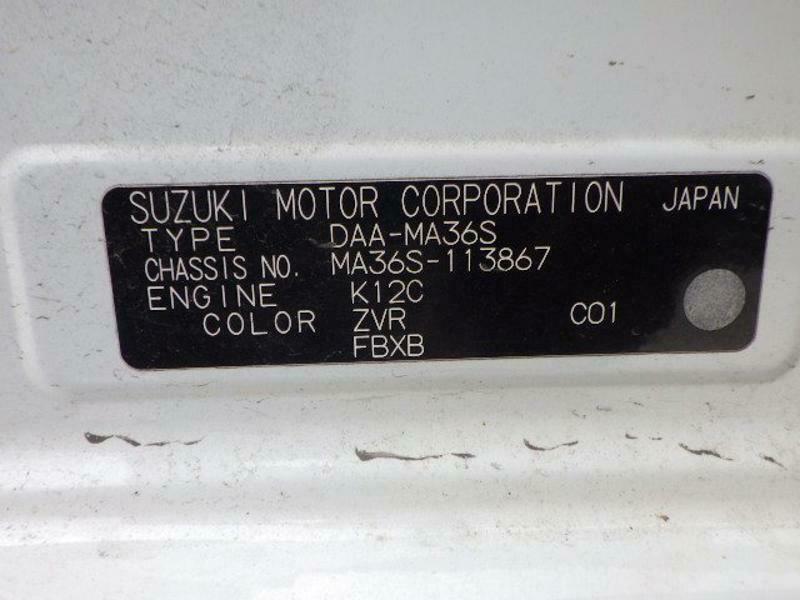 SUZUKI MOTOR CORPORATION JAPAN
TYPE DAA-MA36S
CHASSIS NO. MA36S-113867
ENGINE K12C
COLOR ZVR C01
FBXB